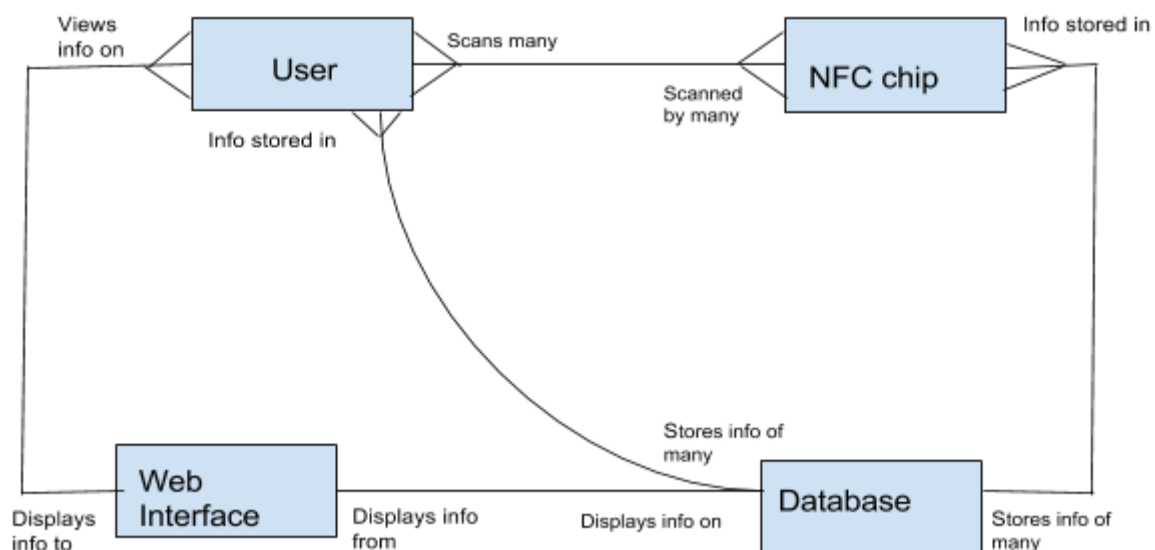 Views
info on
User
Scans many
Info stored in
NFC chip
Scanned
by many
Info stored in
Stores info of
many
Web
Interface
Database
Displays
info to
Displays info
from
Displays info on
Stores info of
many